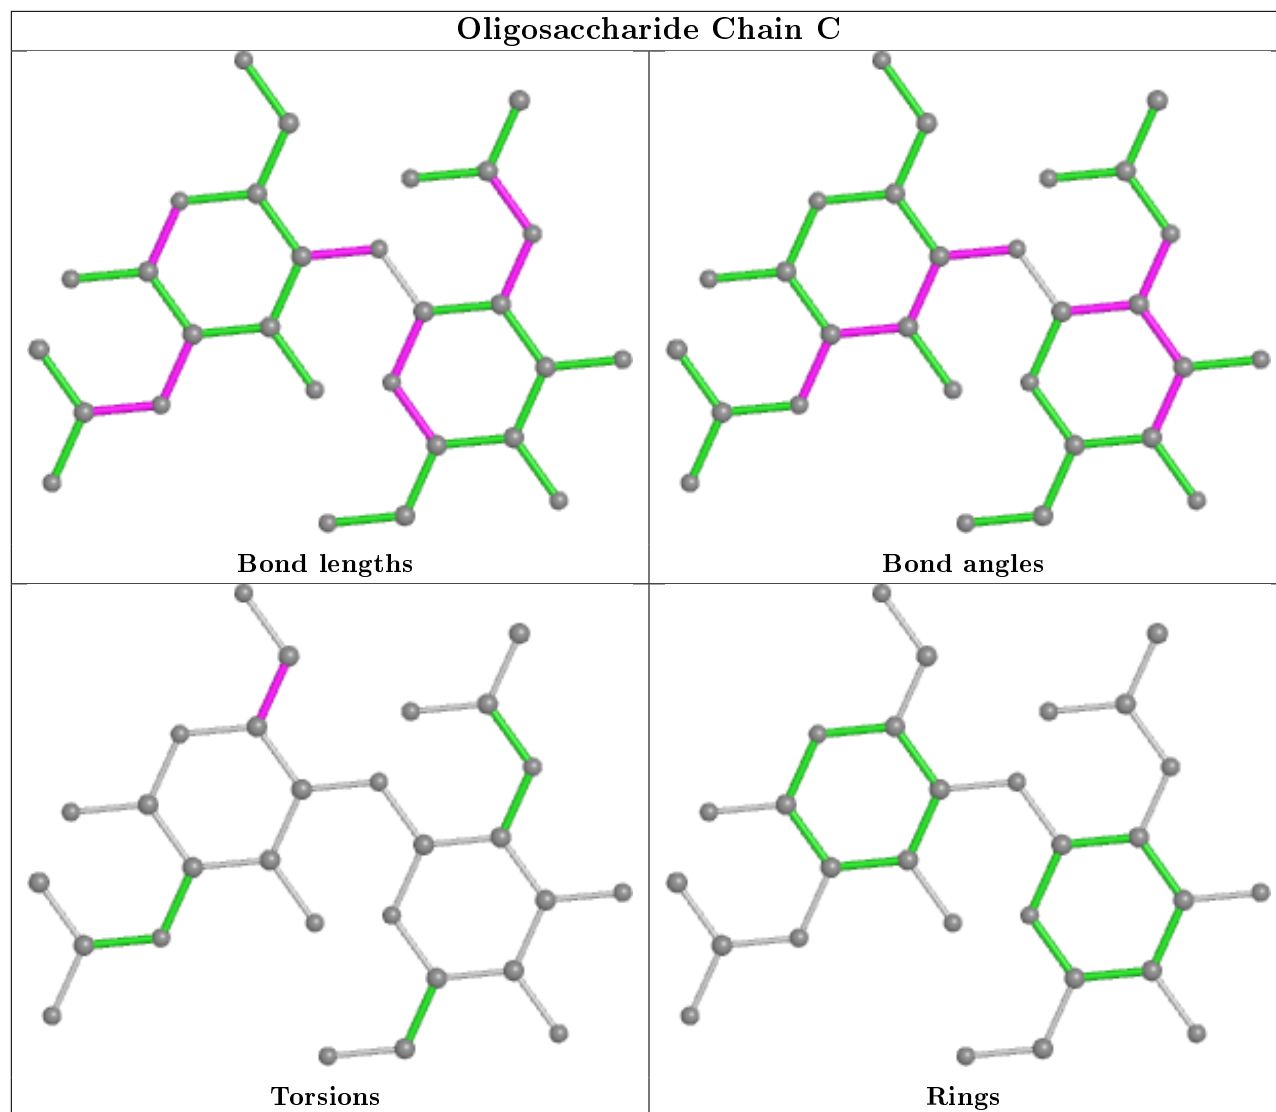 Oligosaccharide Chain C
Bond lengths
Bond angles
Torsions
Rings